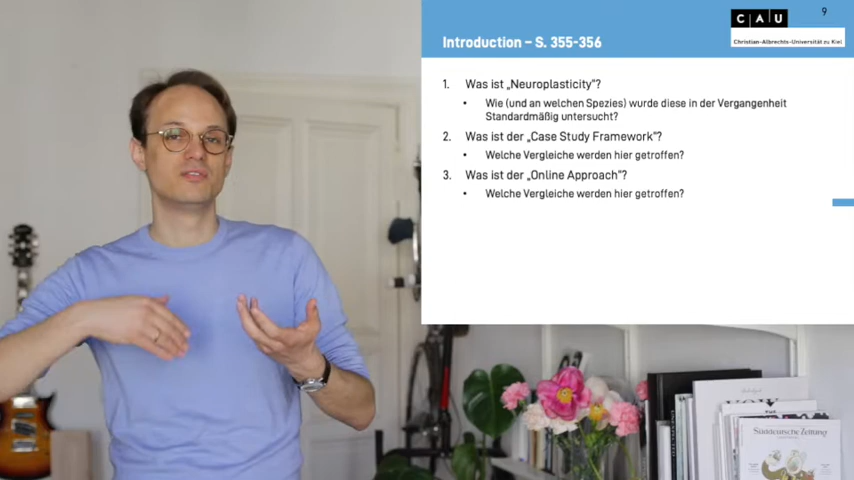 9
C A U
Christian-Albrechts-Universität zu Kiel
Introduction – S. 355-356
1. Was ist „Neuroplasticity"?
• Wie (und an welchen Spezies) wurde diese in der Vergangenheit
Standardmäßig untersucht?
2. Was ist der „Case Study Framework"?
• Welche Vergleiche werden hier getroffen?
3. Was ist der „Online Approach"?
• Welche Vergleiche werden hier getroffen?
Süddeutsche Zeitung